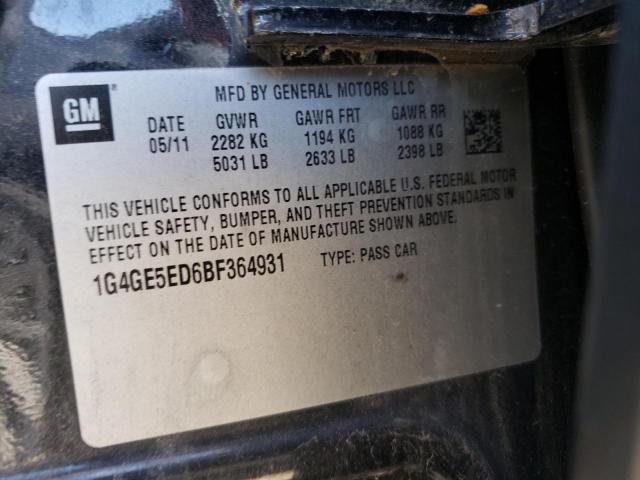 GM
MFD BY GENERAL MOTORS LLC
DATE GVWR GAWR FRT GAWR RR
05/11 2282 KG 1194 KG 1088 KG
5031 LB 2633 LB 2398 LB
THIS VEHICLE CONFORMS TO ALL APPLICABLE U.S. FEDERAL MOTOR
VEHICLE SAFETY, BUMPER, AND THEFT PREVENTION STANDARDS IN
EFFECT ON THE DATE OF MANUFACTURE SHOWN ABOVE.
1G4GE5ED6BF364931 TYPE: PASS CAR